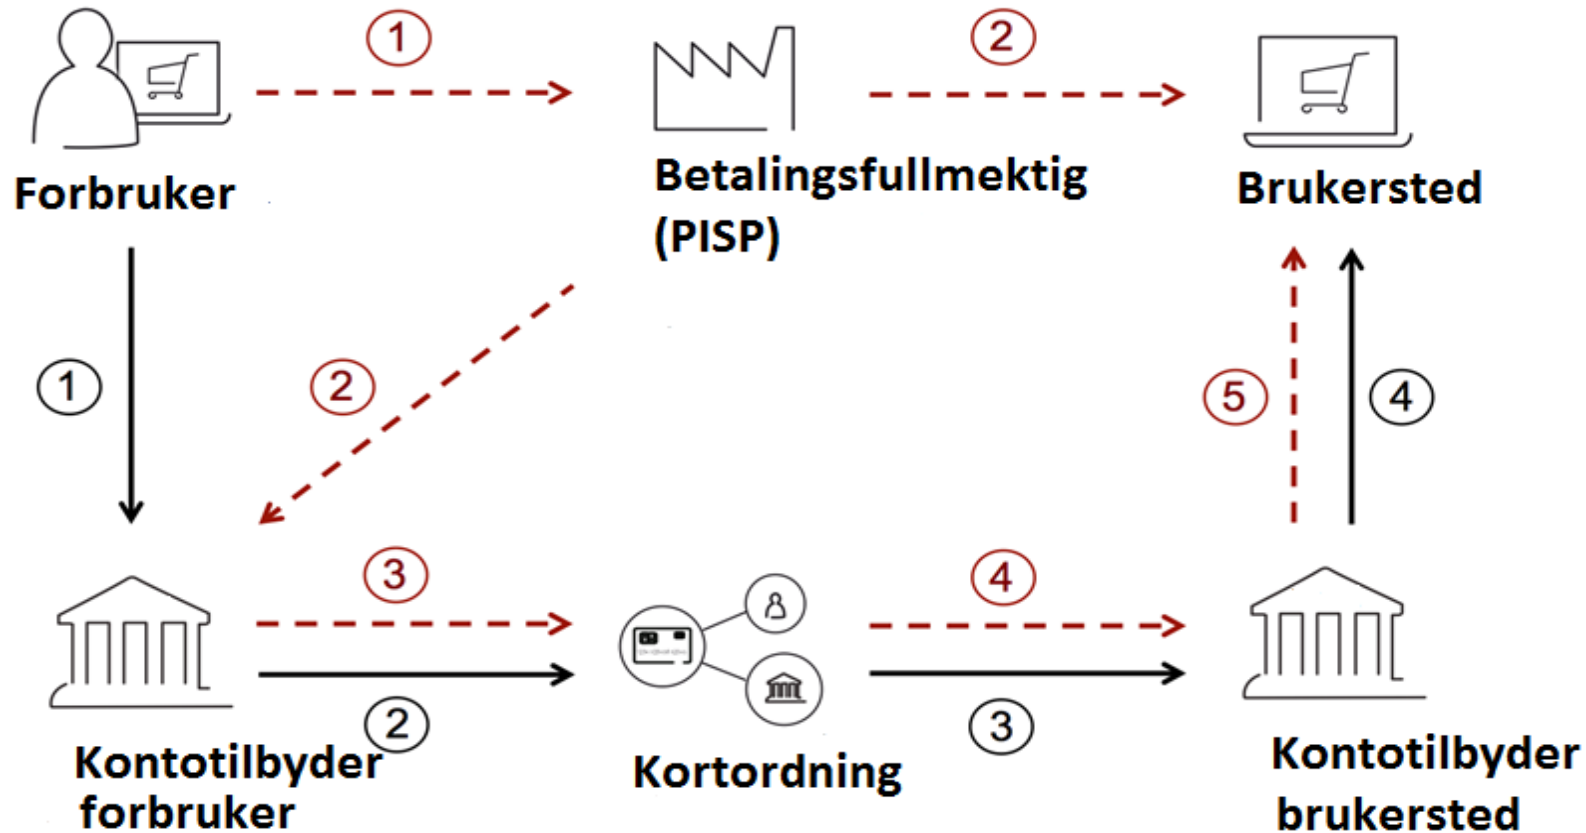 1
2
Forbruker
Betalingsfullmektig
(PISP)
Brukersted
1
2
5
4
3
4
2
3
Kontotilbyder
forbruker
Kortordning
Kontotilbyder
brukersted